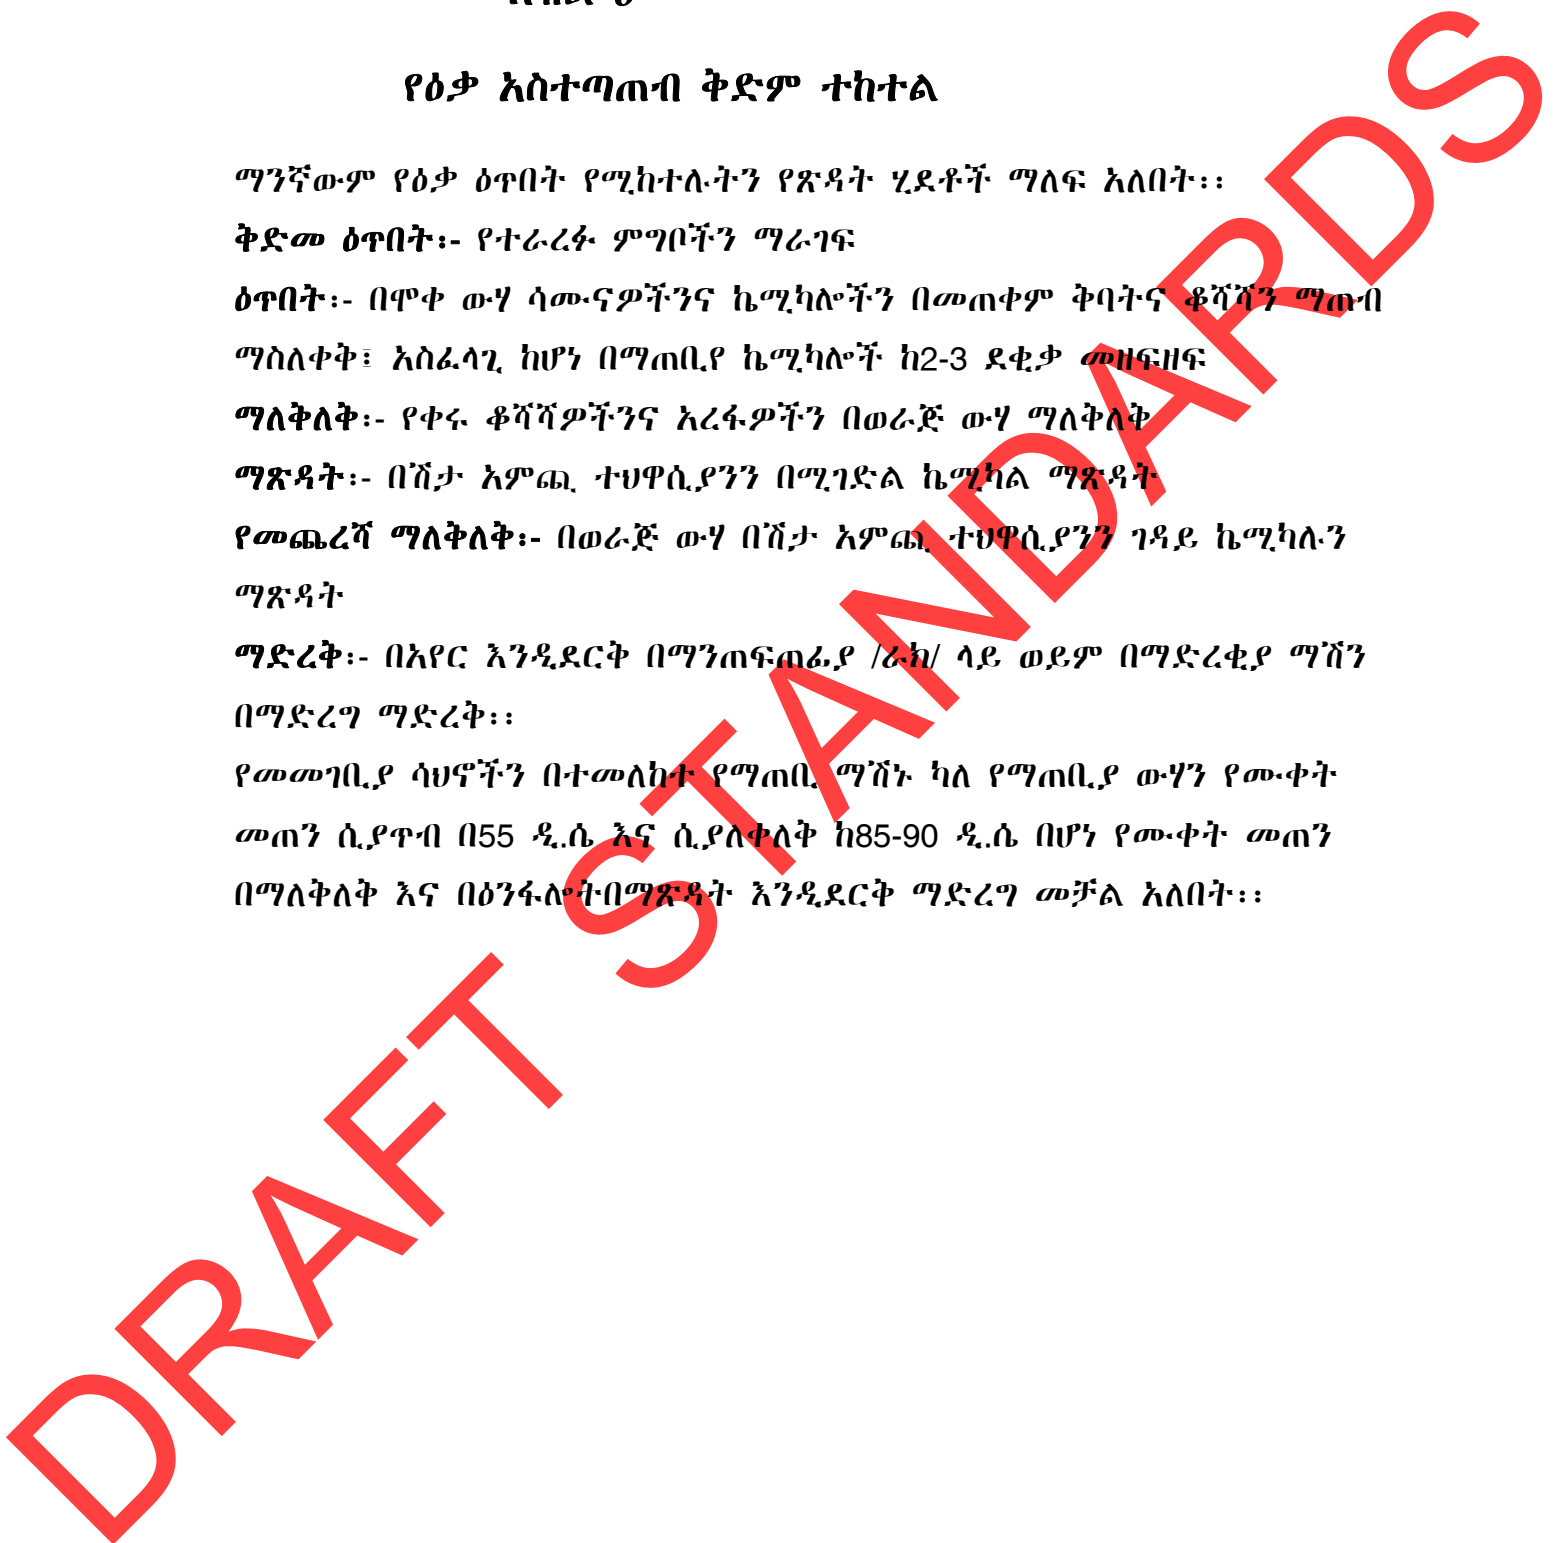 የዕቃ አስተጣጠብ ቅድም ተከተል
ማንኛውም የዕቃ ዕጥበት የሚከተሉትን የጽዳት ሂደቶች ማለፍ አለበት፡፡
ቅድመ ዕጥበት፡- የተራረፉ ምግቦችን ማራገፍ
ዕጥበት፡- በሞቀ ውሃ ሳሙናዎችንና ኬሚካሎችን በመጠቀም ቅባትና ቆሻሻን ማጠብ
ማስለቀቅ፤ አስፈላጊ ከሆነ በማጠቢየ ኬሚካሎች ከ2-3 ደቂቃ መዘፍዘፍ
ማለቅለቅ፡- የቀሩ ቆሻሻዎችንና አረፋዎችን በወራጅ ውሃ ማለቅለቅ
ማጽዳት፡- በሽታ አምጪ ተህዋሲያንን በሚገድል ኬሚካል ማጽዳት
የመጨረሻ ማለቅለቅ፡- በወራጅ ውሃ በሽታ አምጪ ተህዋሲያንን ገዳይ ኬሚካሉን
ማጽዳት
ማድረቅ፡- በአየር እንዲደርቅ በማንጠፍጠፊያ /ራክ/ ላይ ወይም በማድረቂያ ማሽን
በማድረግ ማድረቅ፡፡
የመመገቢያ ሳህኖችን በተመለከተ የማጠቢ ማሽኑ ካለ የማጠቢያ ውሃን የሙቀት
መጠን ሲያጥብ በ55 ዲ.ሴ እና ሲያለቀለቅ ከ85-90 ዲ.ሴ በሆነ የሙቀት መጠን
በማለቅለቅ እና በዕንፋሎትበማጽዳት እንዲደርቅ ማድረግ መቻል አለበት፡፡
DRAFT STANDARDS